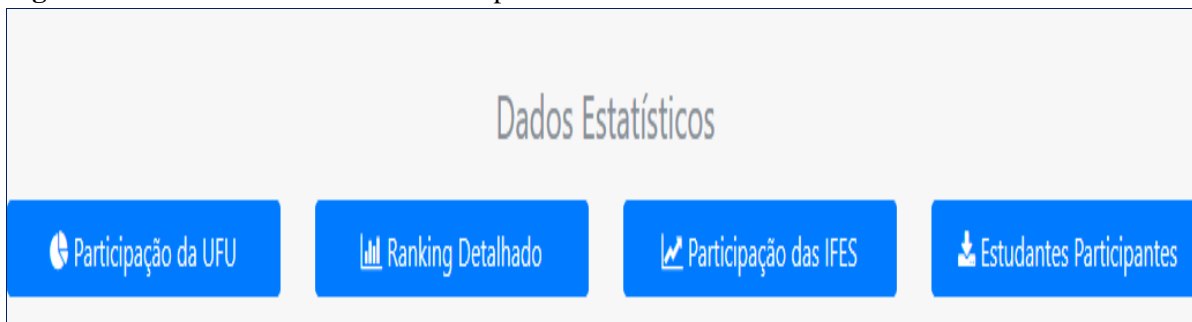 Dados Estatísticos
Participação da UFU
Ranking Detalhado
Participação das IFES
Estudantes Participantes